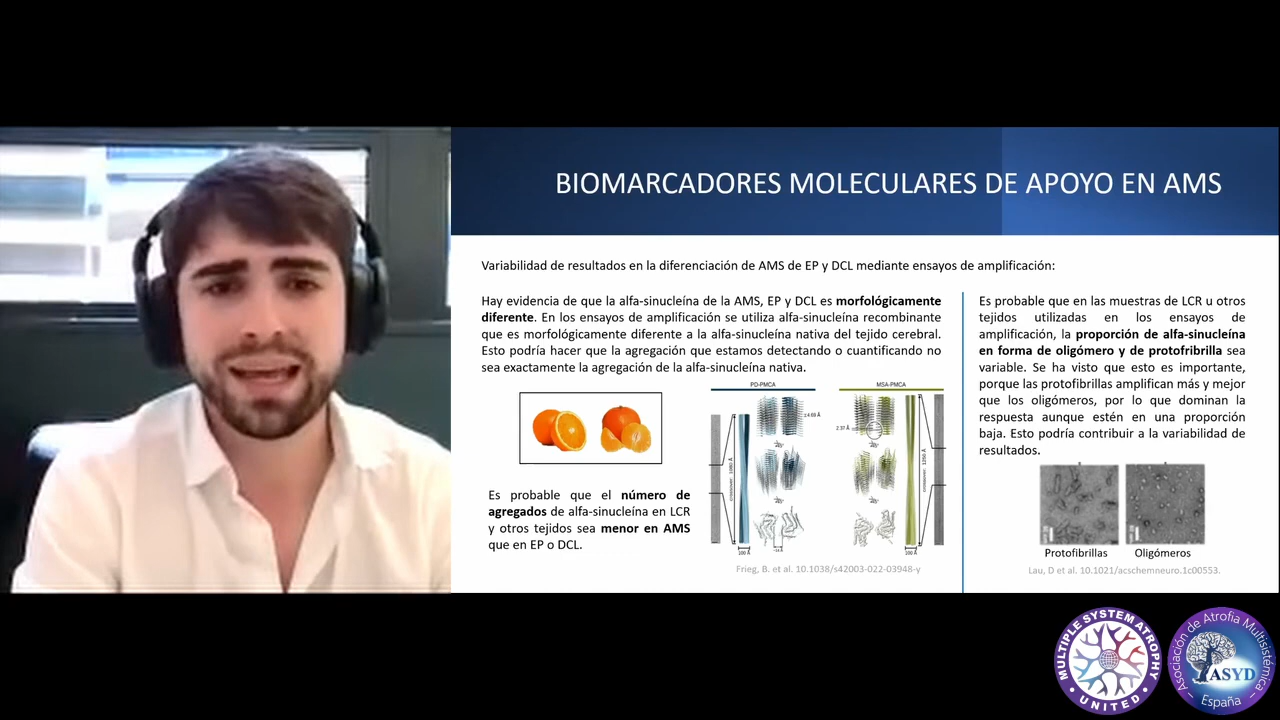 BIOMARCADORES MOLECULARES DE APOYO EN AMS
Variabilidad de resultados en la diferenciación de AMS de EP y DCL mediante ensayos de amplificación:
Hay evidencia de que la alfa-sinucleína de la AMS, EP y DCL es morfológicamente
diferente. En los ensayos de amplificación se utiliza alfa-sinucleína recombinante
que es morfológicamente diferente a la alfa-sinucleína nativa del tejido cerebral.
Esto podría hacer que la agregación que estamos detectando o cuantificando no
sea exactamente la agregación de la alfa-sinucleína nativa.
PD-PMCA
MSA-PMCA
100 Å
100 Å
Es probable que el número de
agregados de alfa-sinucleína en LCR
y otros tejidos sea menor en AMS
que en EP o DCL.
Frieg, B. et al. 10.1038/s42003-022-03948-y
Es probable que en las muestras de LCR u otros
tejidos utilizadas en los ensayos de
amplificación, la proporción de alfa-sinucleína
en forma de oligómero y de protofibrilla sea
variable. Se ha visto que esto es importante,
porque las protofibrillas amplifican más y mejor
que los oligómeros, por lo que dominan la
respuesta aunque estén en una proporción
baja. Esto podría contribuir a la variabilidad de
resultados.
Protofibrillas
Oligómeros
Lau, D et al. 10.1021/acschemneuro.1c00553.
MULTIPLE SYSTEM ATROPHY
UNITED
Asociación de Atrofia Multisistémica
ASYD
España